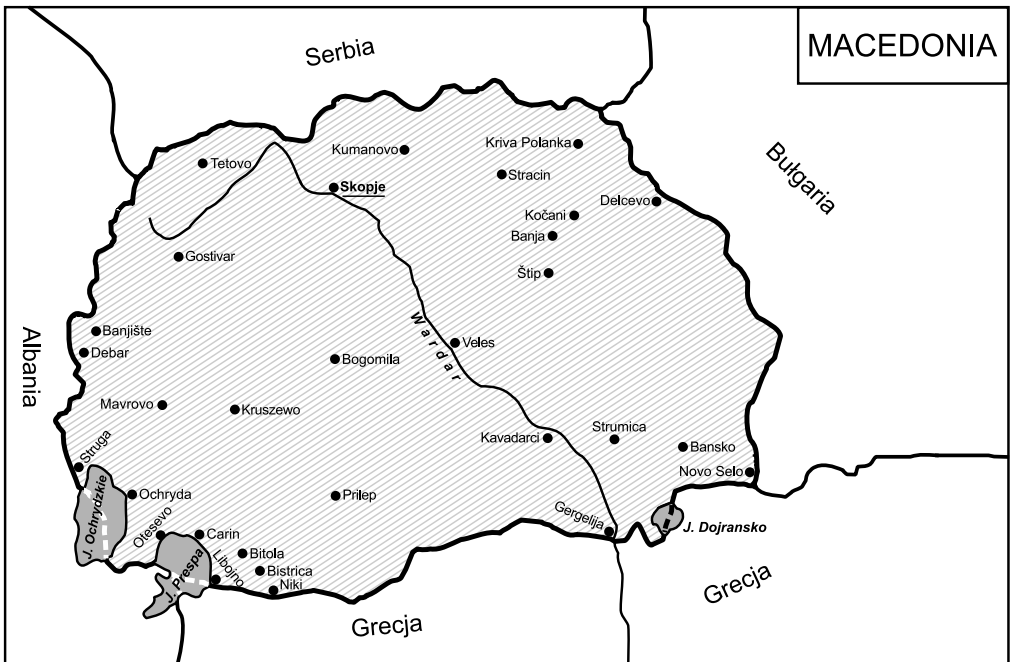 MACEDONIA
Serbia
Bułgaria
Kumanovo
Kriva Polanka
Tetovo
Stracin
Skopje
Delcevo
Kočani
Banja
Gostivar
Štip
Albania
Banjište
Wardar
Veles
Debar
Bogomila
Mavrovo
Kruszewo
Kavadarci
Strumica
Bansko
Struga
Novo Selo
Ochryda
Prilep
J. Ochrydzkie
Otesevo
Carin
Gergelija
J. Dojransko
Bitola
J. Prespa
Libojno
Bistrica
Niki
Grecja
Grecja